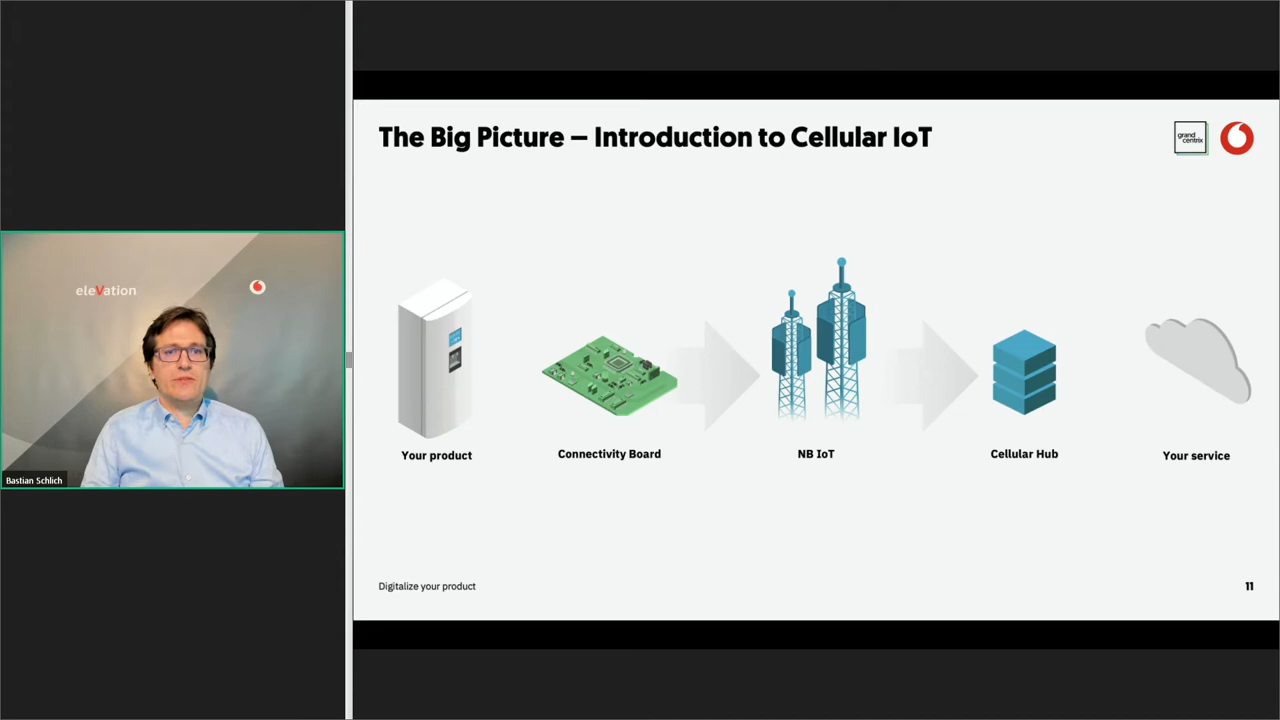 The Big Picture – Introduction to Cellular IoT
grand
centrix
eleVation
Bastian Schlich
Your product
Connectivity Board
NB IoT
Cellular Hub
Your service
Digitalize your product
11